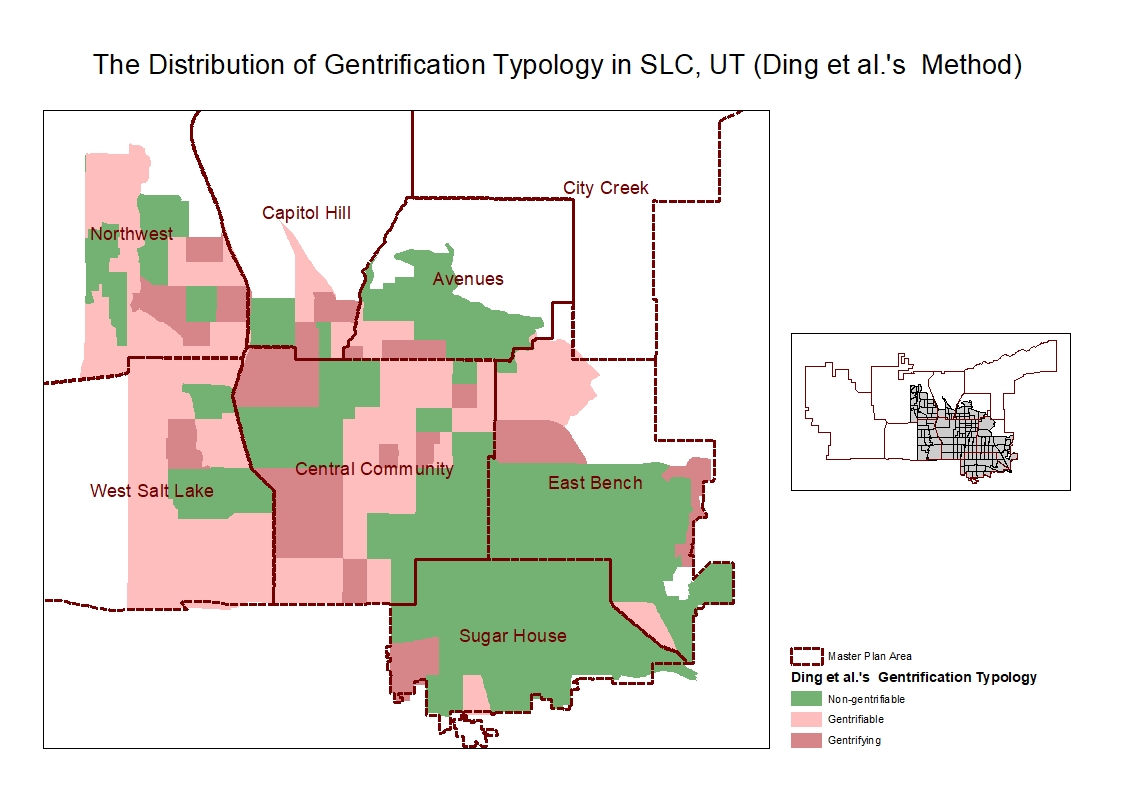 The Distribution of Gentrification Typology in SLC, UT (Ding et al.'s  Method)
City Creek
Capitol Hill
Northwest
Avenues
Central Community
East Bench
West Salt Lake
Sugar House
Master Plan Area
Ding et al.'s  Gentrification Typology
Non-gentrifiable
Gentrifiable
Gentrifying